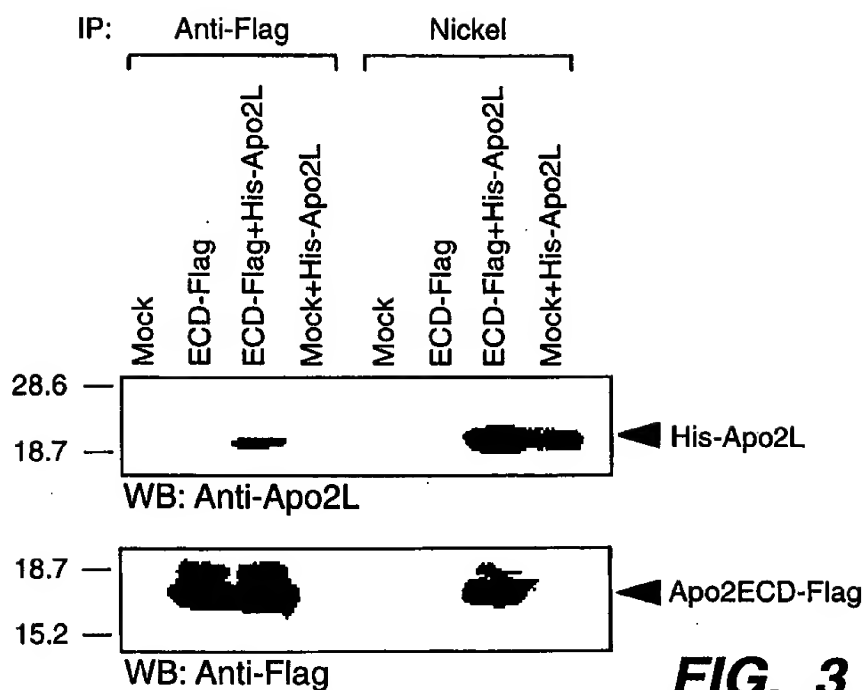 IP: Anti-Flag Nickel
Mock
ECD-Flag
ECD-Flag+His-Apo2L
Mock+His-Apo2L
Mock
ECD-Flag
ECD-Flag+His-Apo2L
Mock+His-Apo2L
28.6
18.7
His-Apo2L
WB: Anti-Apo2L
18.7
Apo2ECD-Flag
15.2
WB: Anti-Flag
FIG. 3